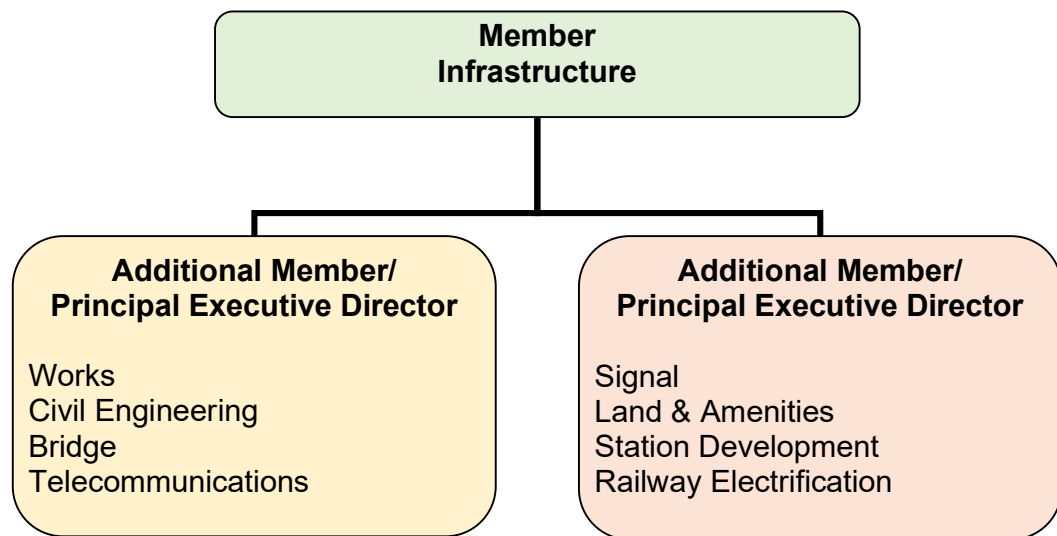 Member
Infrastructure
Additional Member/
Principal Executive Director
Works
Civil Engineering
Bridge
Telecommunications
Additional Member/
Principal Executive Director
Signal
Land & Amenities
Station Development
Railway Electrification